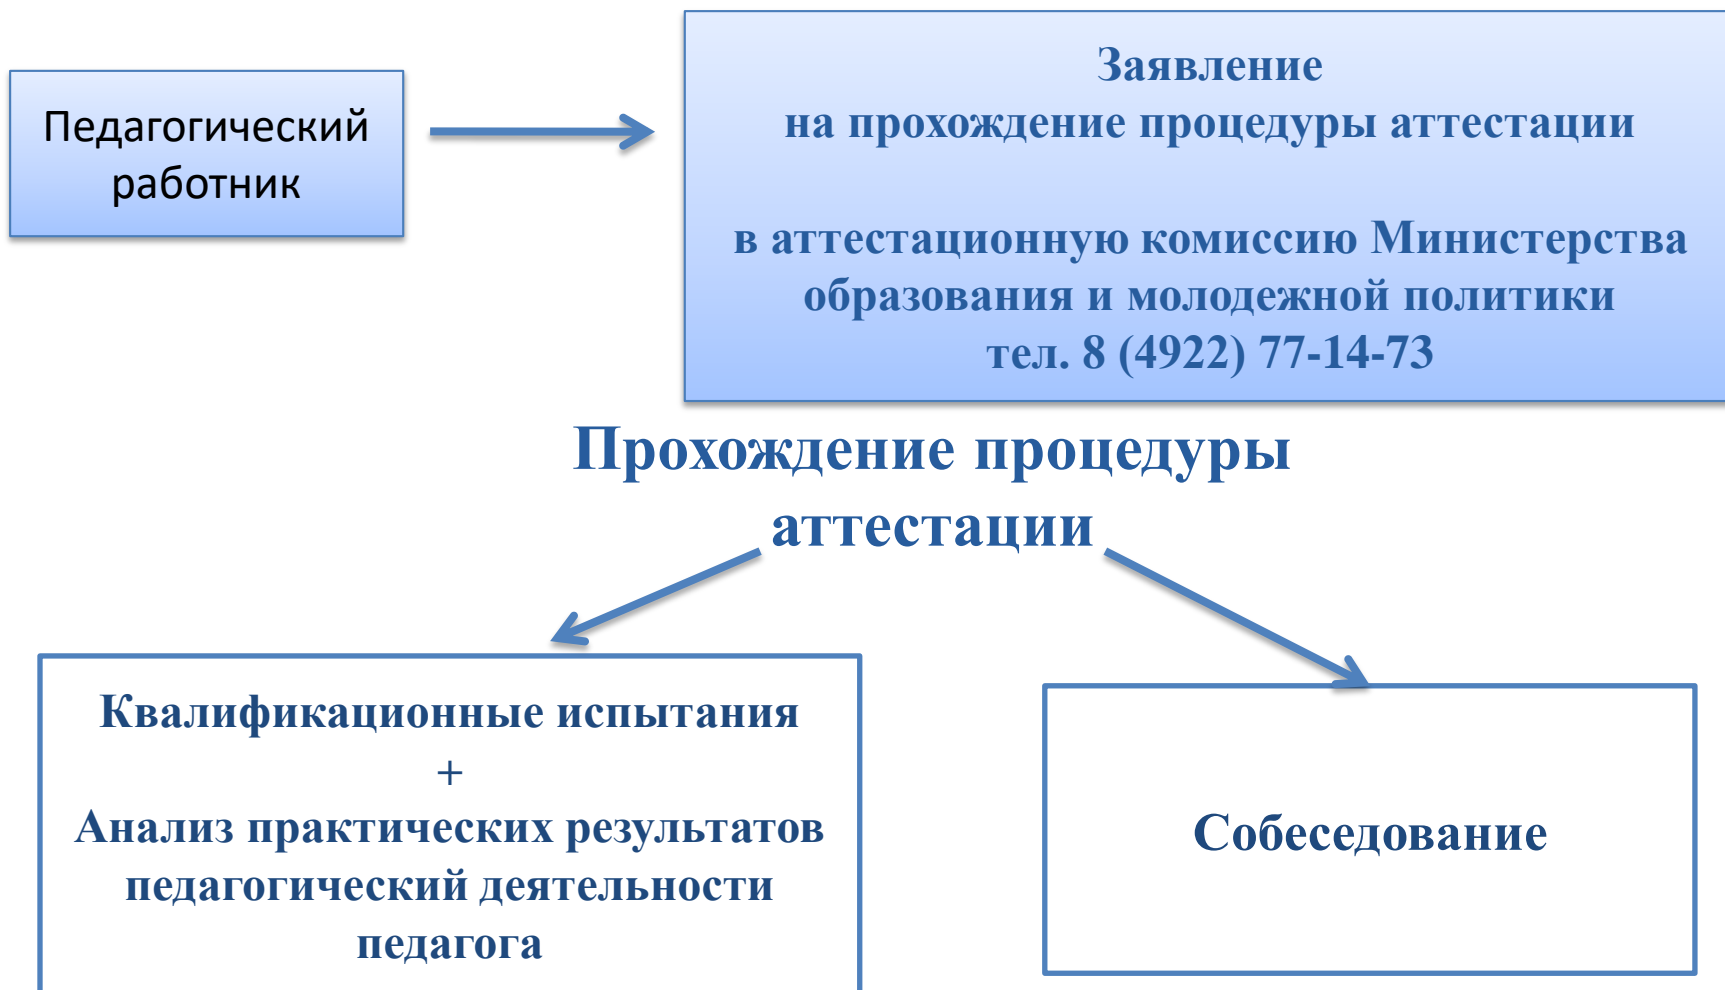 Педагогический
работник
Заявление
на прохождение процедуры аттестации
в аттестационную комиссию Министерства
образования и молодежной политики
тел. 8 (4922) 77-14-73
Прохождение процедуры
аттестации
Квалификационные испытания
+
Анализ практических результатов
педагогический деятельности
педагога
Собеседование